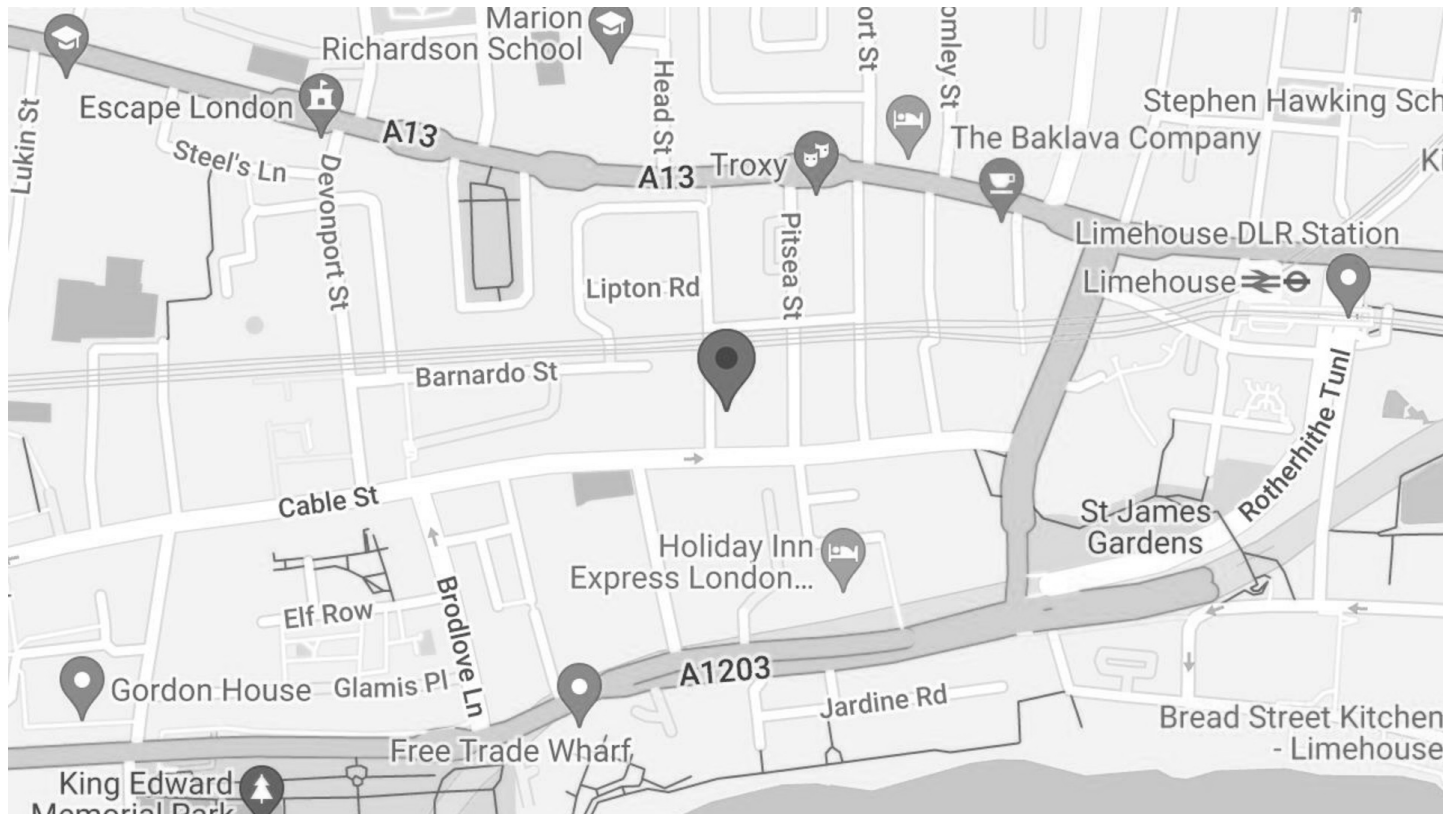 Marion
Richardson School
ort St
omley St
Head St
Escape London
A13
Stephen Hawking Sch
The Baklava Company
Lukin St
Steel's Ln
Devonport St
A13
Troxy
Ki
Pitsea St
Limehouse DLR Station
Limehouse
Lipton Rd
Barnardo St
Rotherhithe Tunl
Cable St
St James
Gardens
Holiday Inn
Express London...
Brodlove Ln
Elf Row
A1203
Gordon House
Glamis Pl
Jardine Rd
Bread Street Kitchen
- Limehouse
Free Trade Wharf
King Edward
Memorial Park